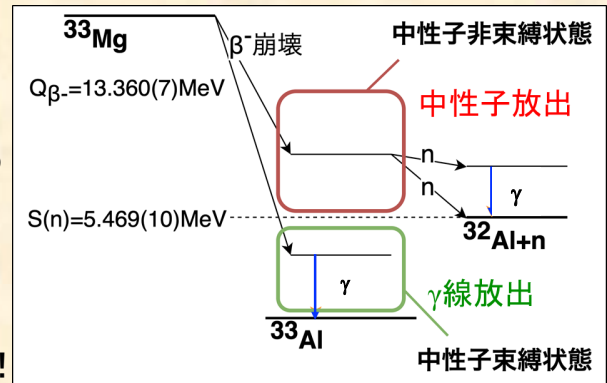 ³³Mg
β⁻崩壊
中性子非束縛状態
Qβ-=13.360(7)MeV
中性子放出
n
n
γ
S(n)=5.469(10)MeV
³²Al+n
γ
γ線放出
³³Al
中性子束縛状態
!